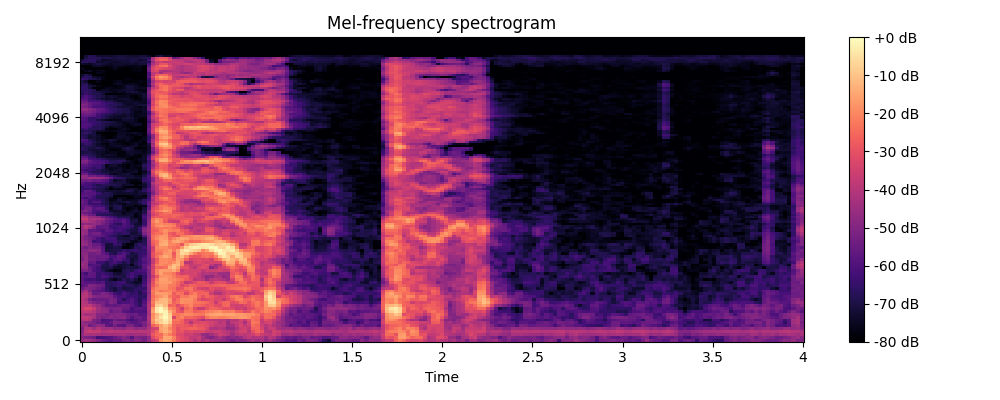 Mel-frequency spectrogram
8192
4096
2048
1024
512
0
Hz
0 0.5 1 1.5 2 2.5 3 3.5 4
Time
+0 dB
-10 dB
-20 dB
-30 dB
-40 dB
-50 dB
-60 dB
-70 dB
-80 dB